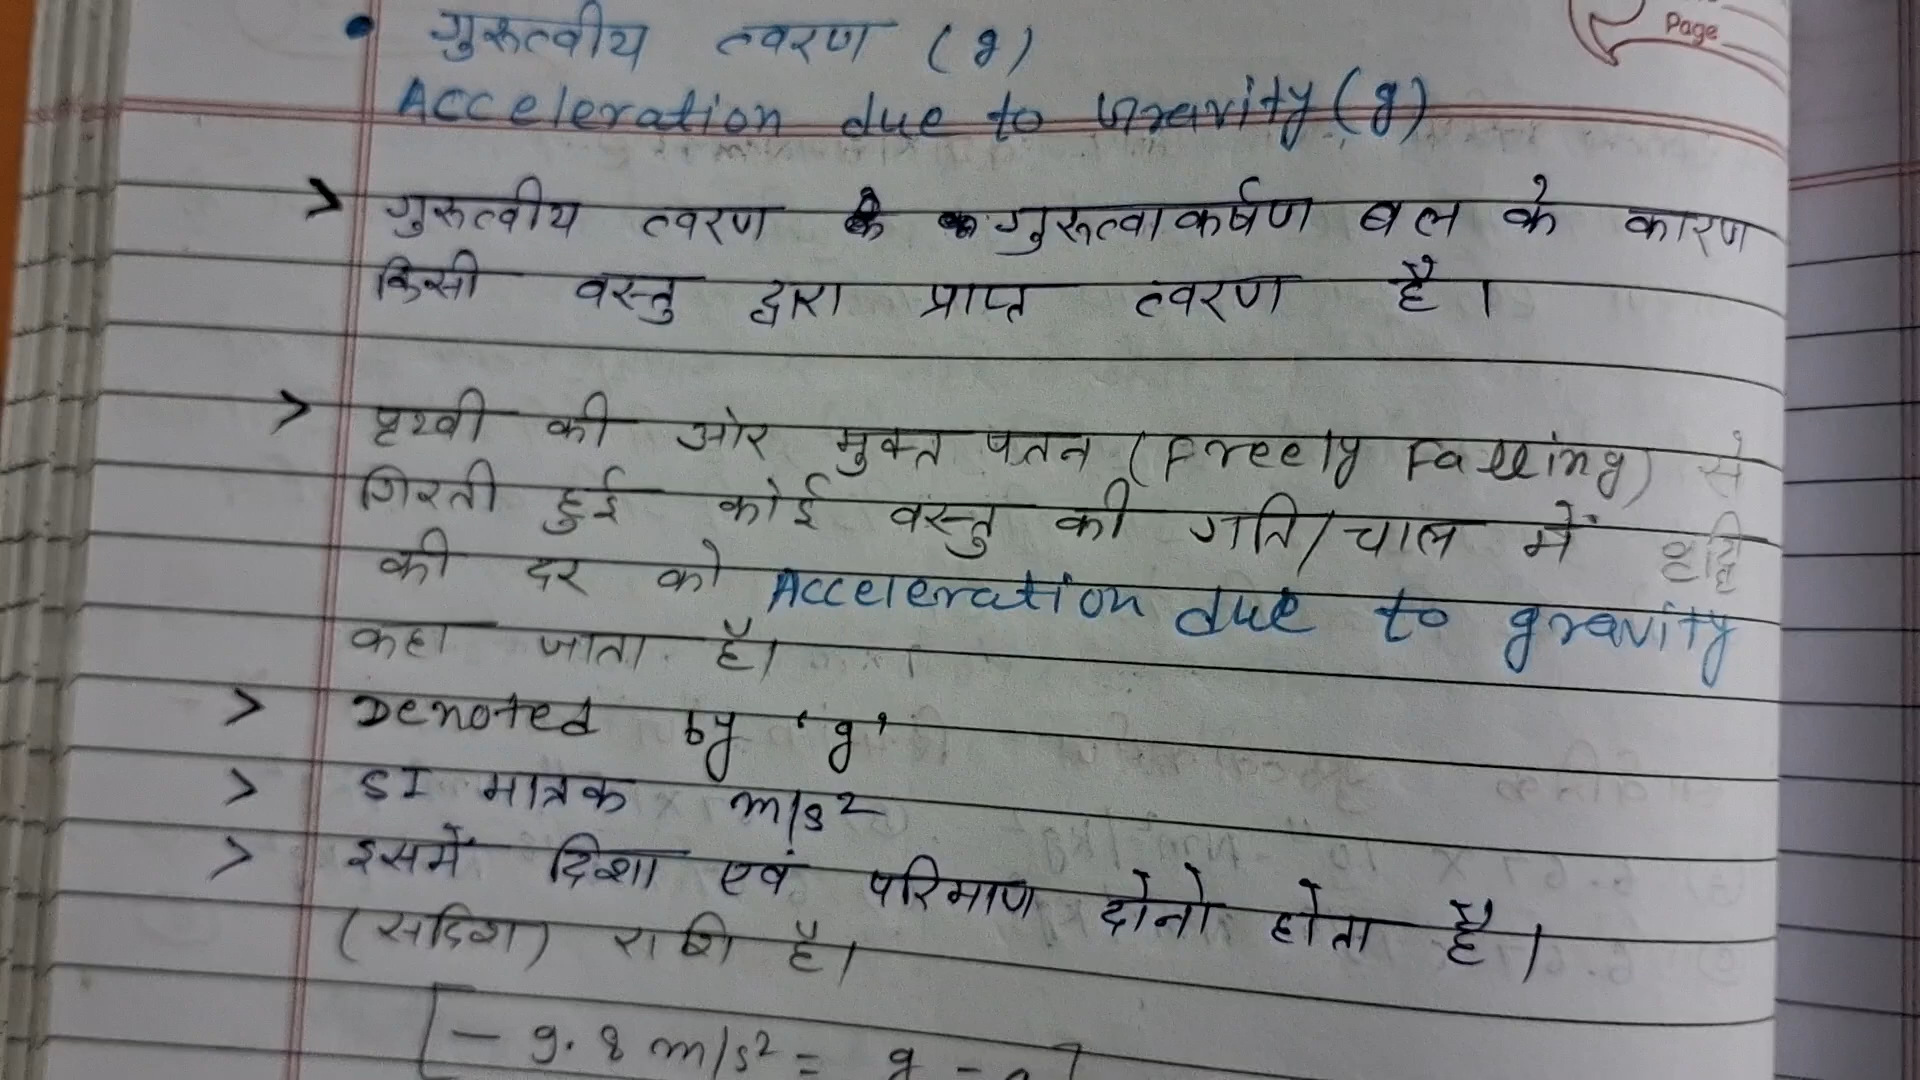 Page
• गुरुत्वीय त्वरण (g)
Acceleration due to Gravity (g)
> गुरुत्वीय त्वरण गुरुत्वाकर्षण बल के कारण
किसी वस्तु द्वारा प्राप्त त्वरण है।
> पृथ्वी की ओर मुक्त पतन (Freely Falling) से
गिरती हुई कोई वस्तु की गति/चाल में वृद्धि
की दर को Acceleration due to gravity
कहा जाता है।
> Denoted by 'g'
> SI मात्रक m/s²
> इसमें दिशा एवं परिमाण दोनो होता है।
(सदिश) राशि है।
- 9.8 m/s² = g